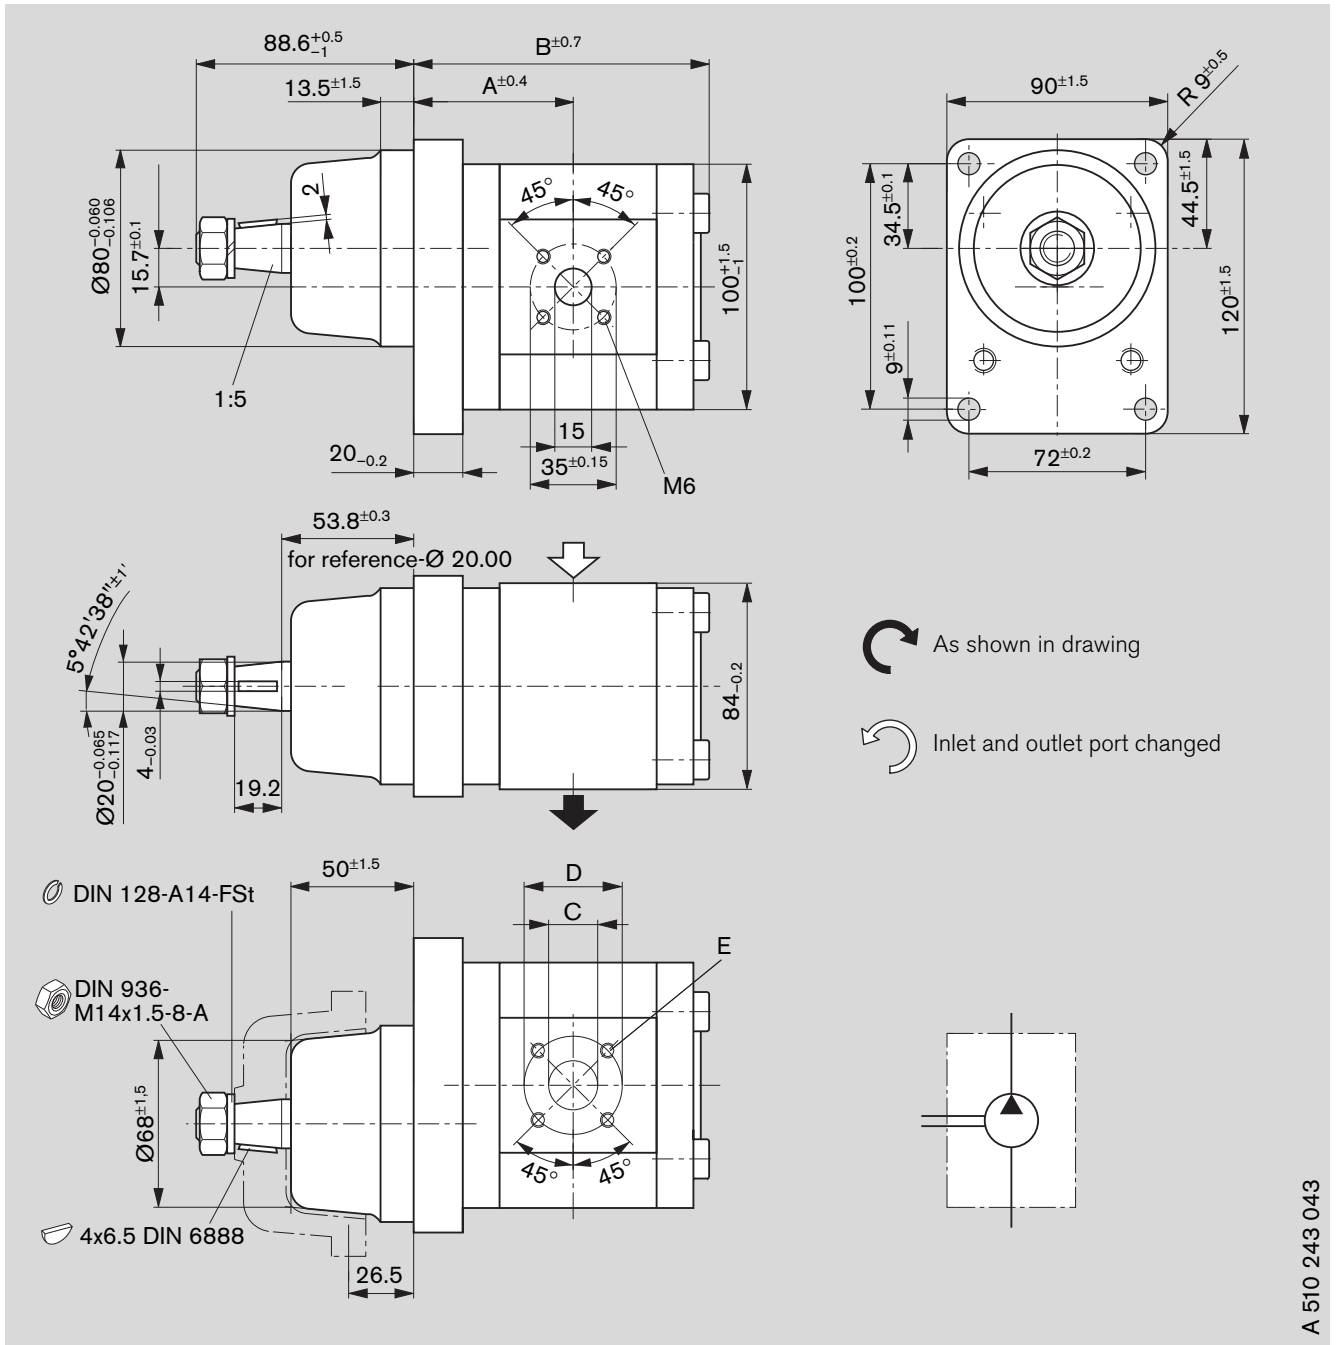 88.6+0.5 −1
B±0.7
13.5±1.5
A±0.4
90±1.5
R 9±0.5
2
45°
45°
Ø80−0.060 −0.106
15.7±0.1
100+1.5 −1
100±0.2
34.5±0.1
44.5±1.5
120±1.5
9±0.11
1:5
15
20−0.2
35±0.15
M6
72±0.2
53.8±0.3
for reference-Ø 20.00
5°42'38"±1'
84−0.2
As shown in drawing
Ø20−0.065 −0.117
4−0.03
19.2
Inlet and outlet port changed
50±1.5
D
DIN 128-A14-FSt
C
E
DIN 936-
M14x1.5-8-A
Ø68±1,5
45°
45°
4x6.5 DIN 6888
26.5
A 510 243 043